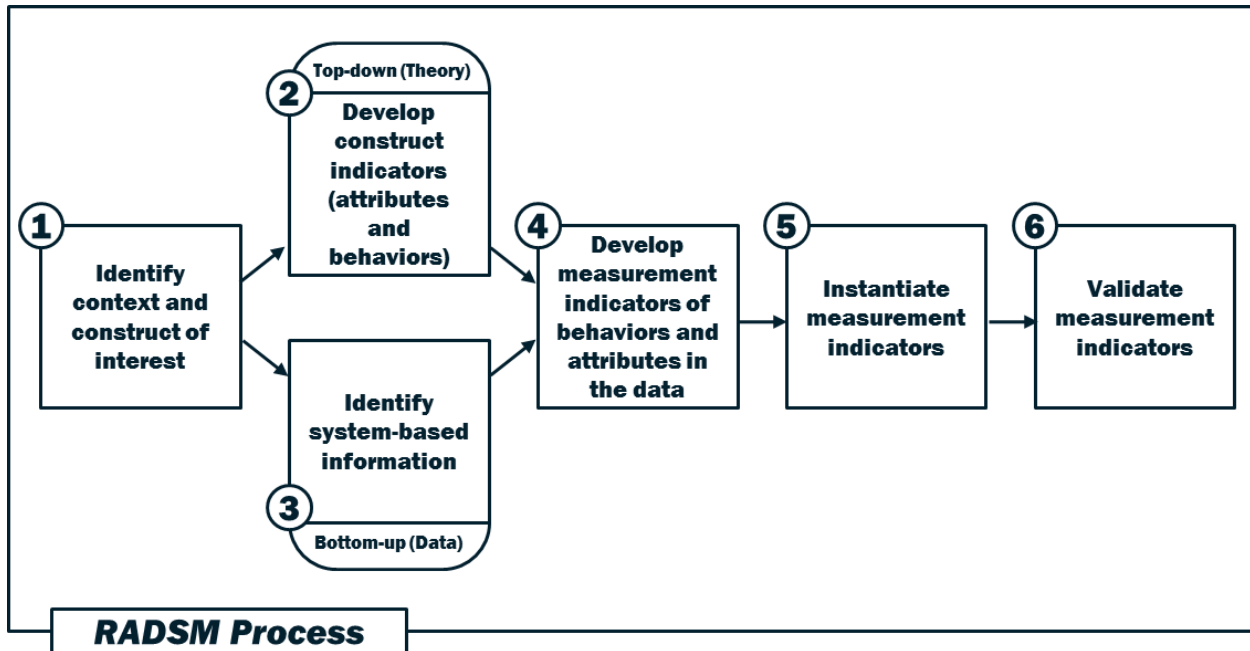 1
Identify
context and
construct of
interest
2
Top-down (Theory)
Develop
construct
indicators
(attributes
and
behaviors)
3
Identify
system-based
information
Bottom-up (Data)
4
Develop
measurement
indicators of
behaviors and
attributes in
the data
5
Instantiate
measurement
indicators
6
Validate
measurement
indicators
RADSM Process